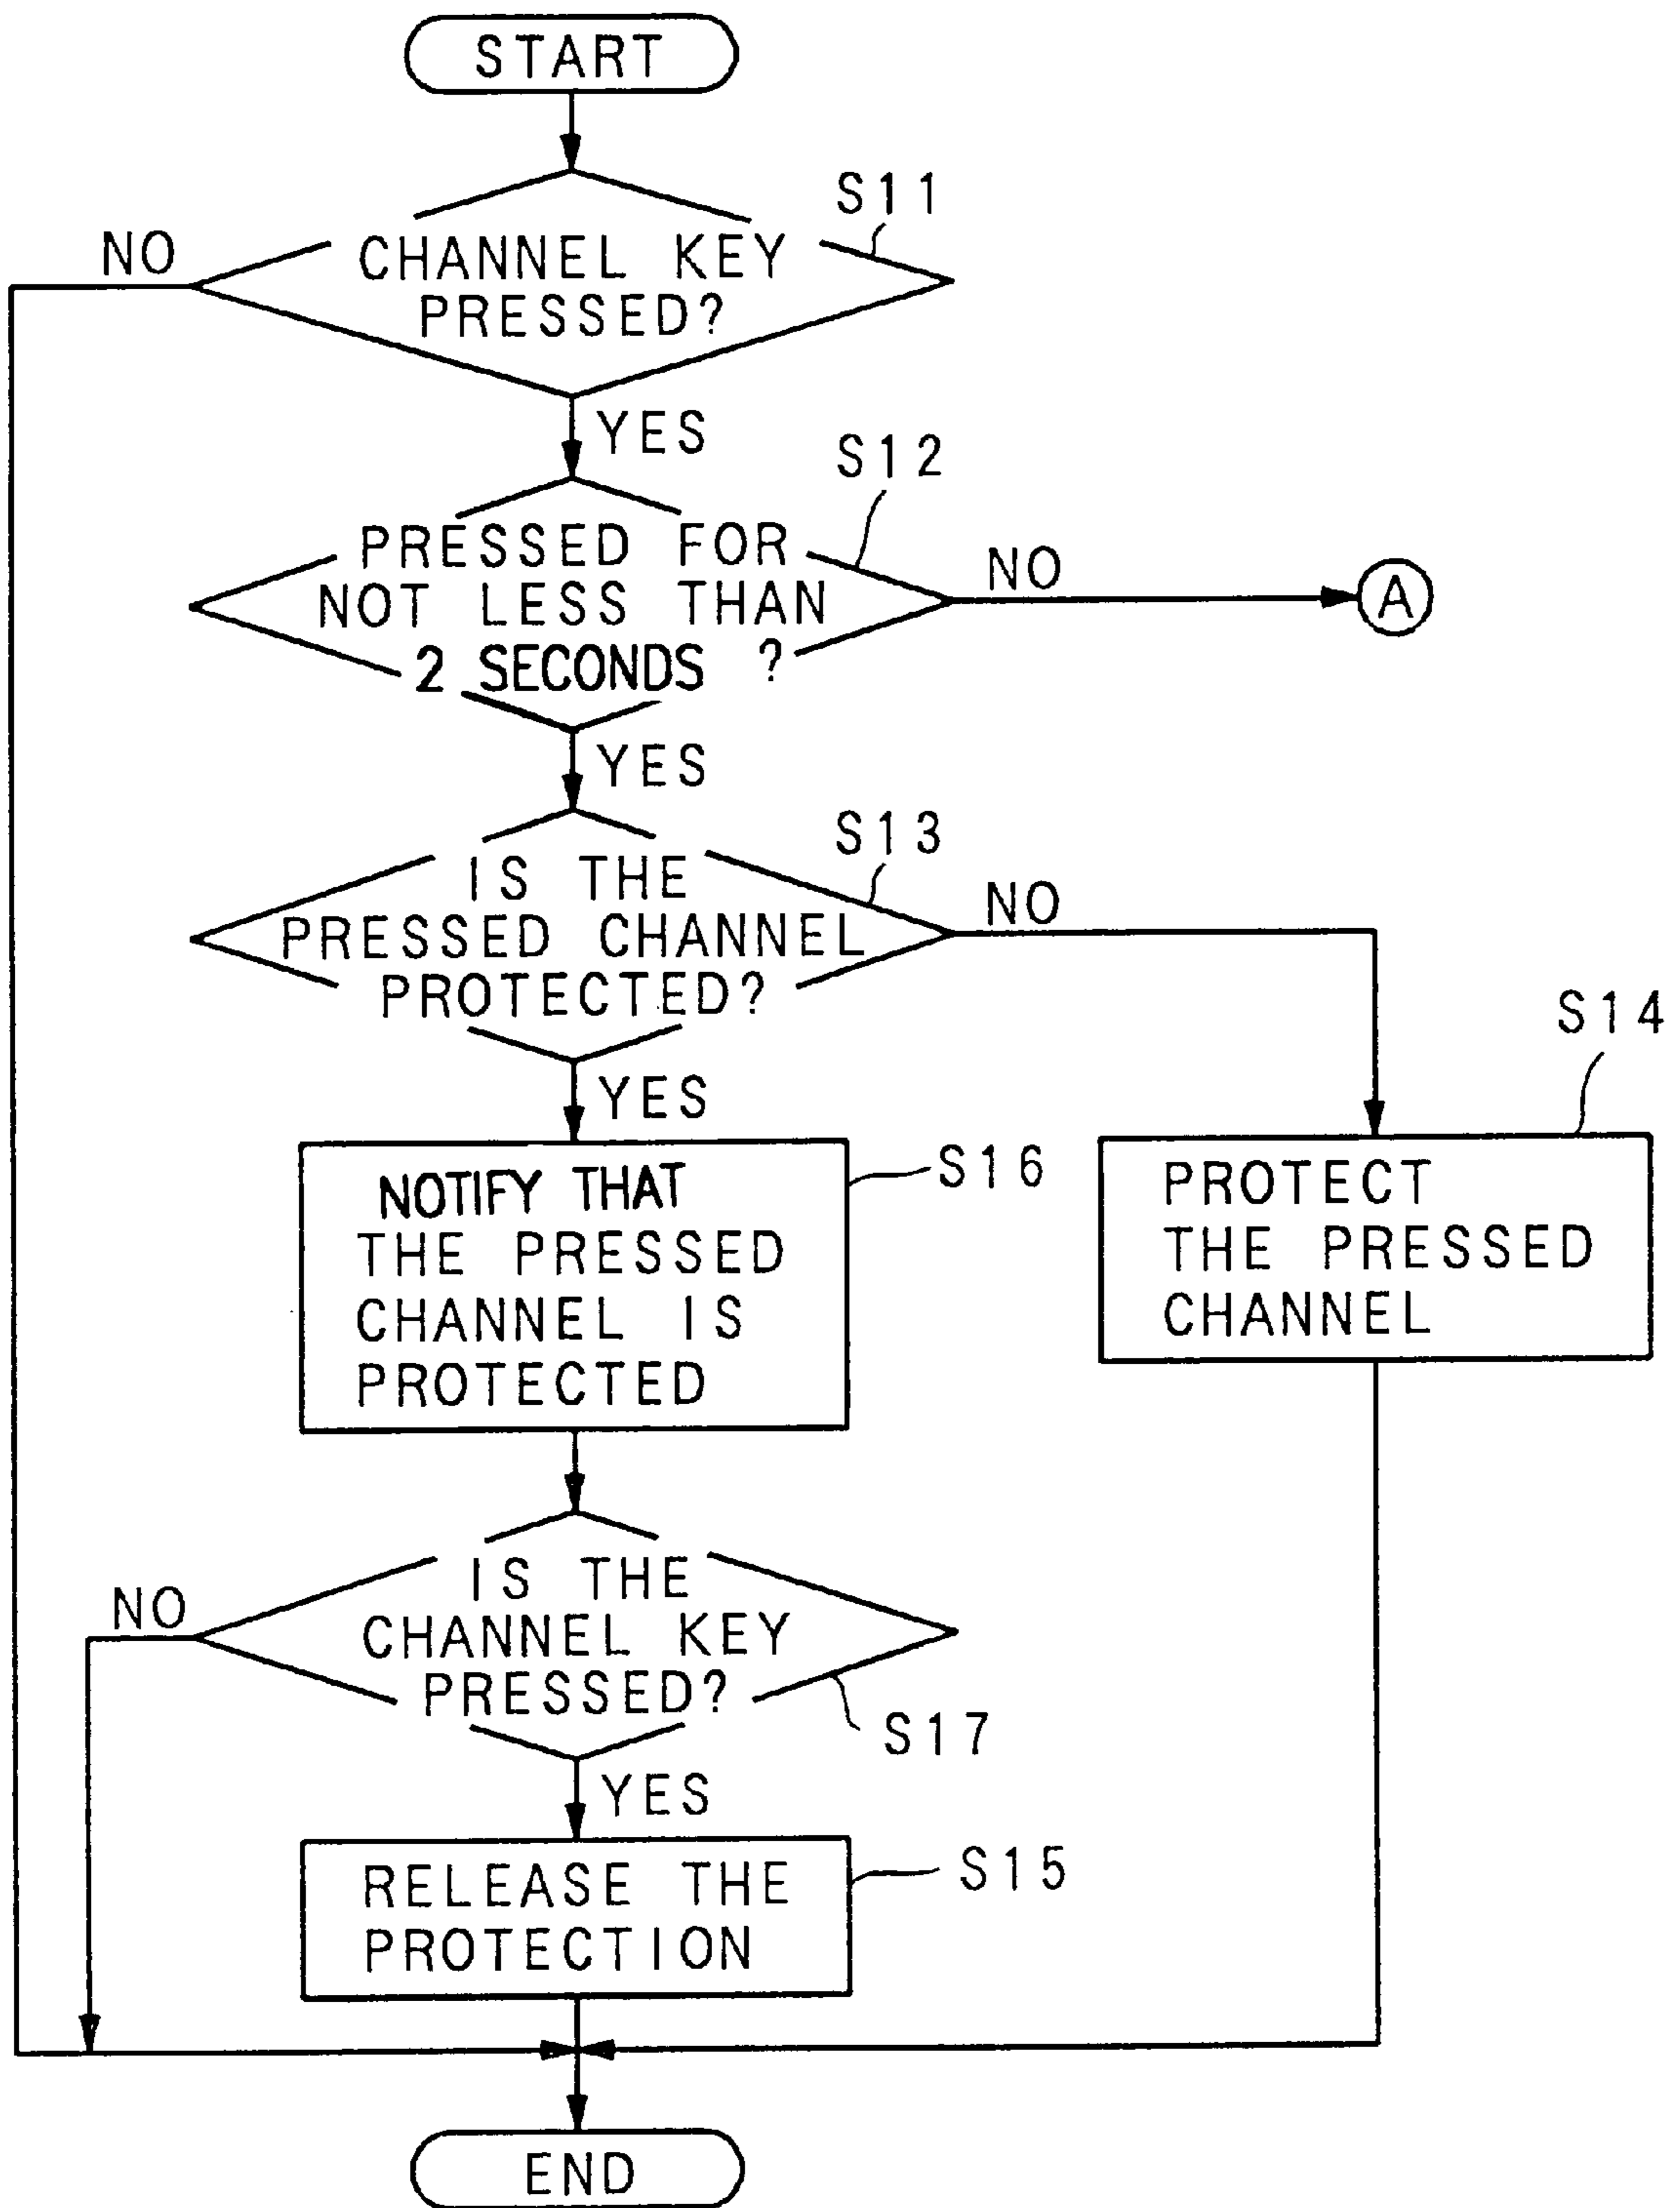 START
S11
NO
CHANNEL KEY
PRESSED?
YES
S12
PRESSED FOR
NOT LESS THAN
2 SECONDS ?
NO
A
YES
S13
IS THE
PRESSED CHANNEL
PROTECTED?
NO
YES
S14
PROTECT
THE PRESSED
CHANNEL
S16
NOTIFY THAT
THE PRESSED
CHANNEL IS
PROTECTED
IS THE
CHANNEL KEY
PRESSED?
NO
S17
YES
S15
RELEASE THE
PROTECTION
END